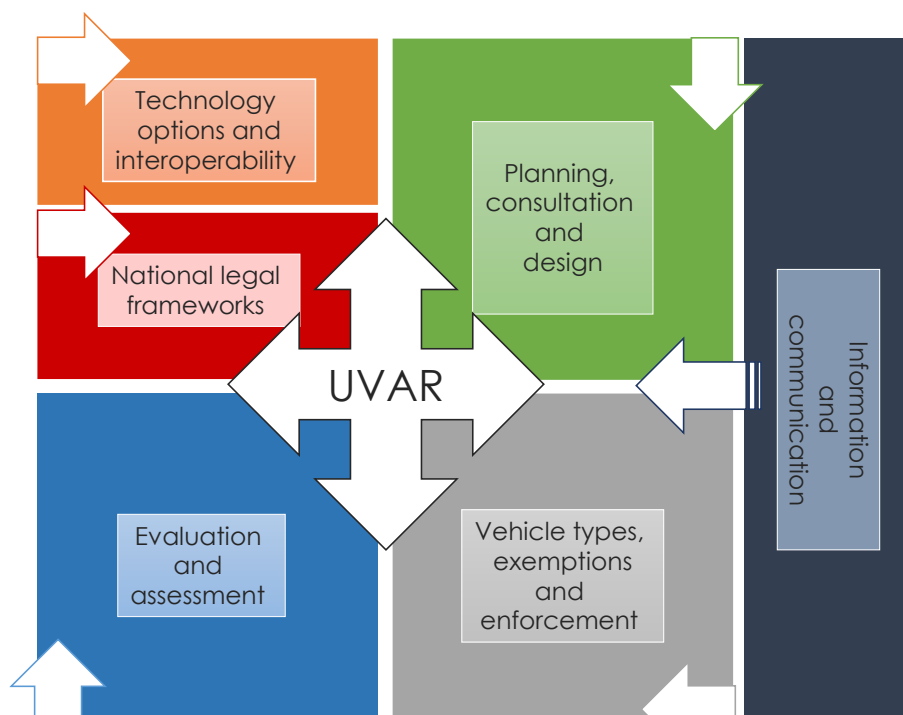 Technology
options and
interoperability
Planning,
consultation
and
design
National legal
frameworks
UVAR
Information
and
communication
Evaluation
and
assessment
Vehicle types,
exemptions
and
enforcement